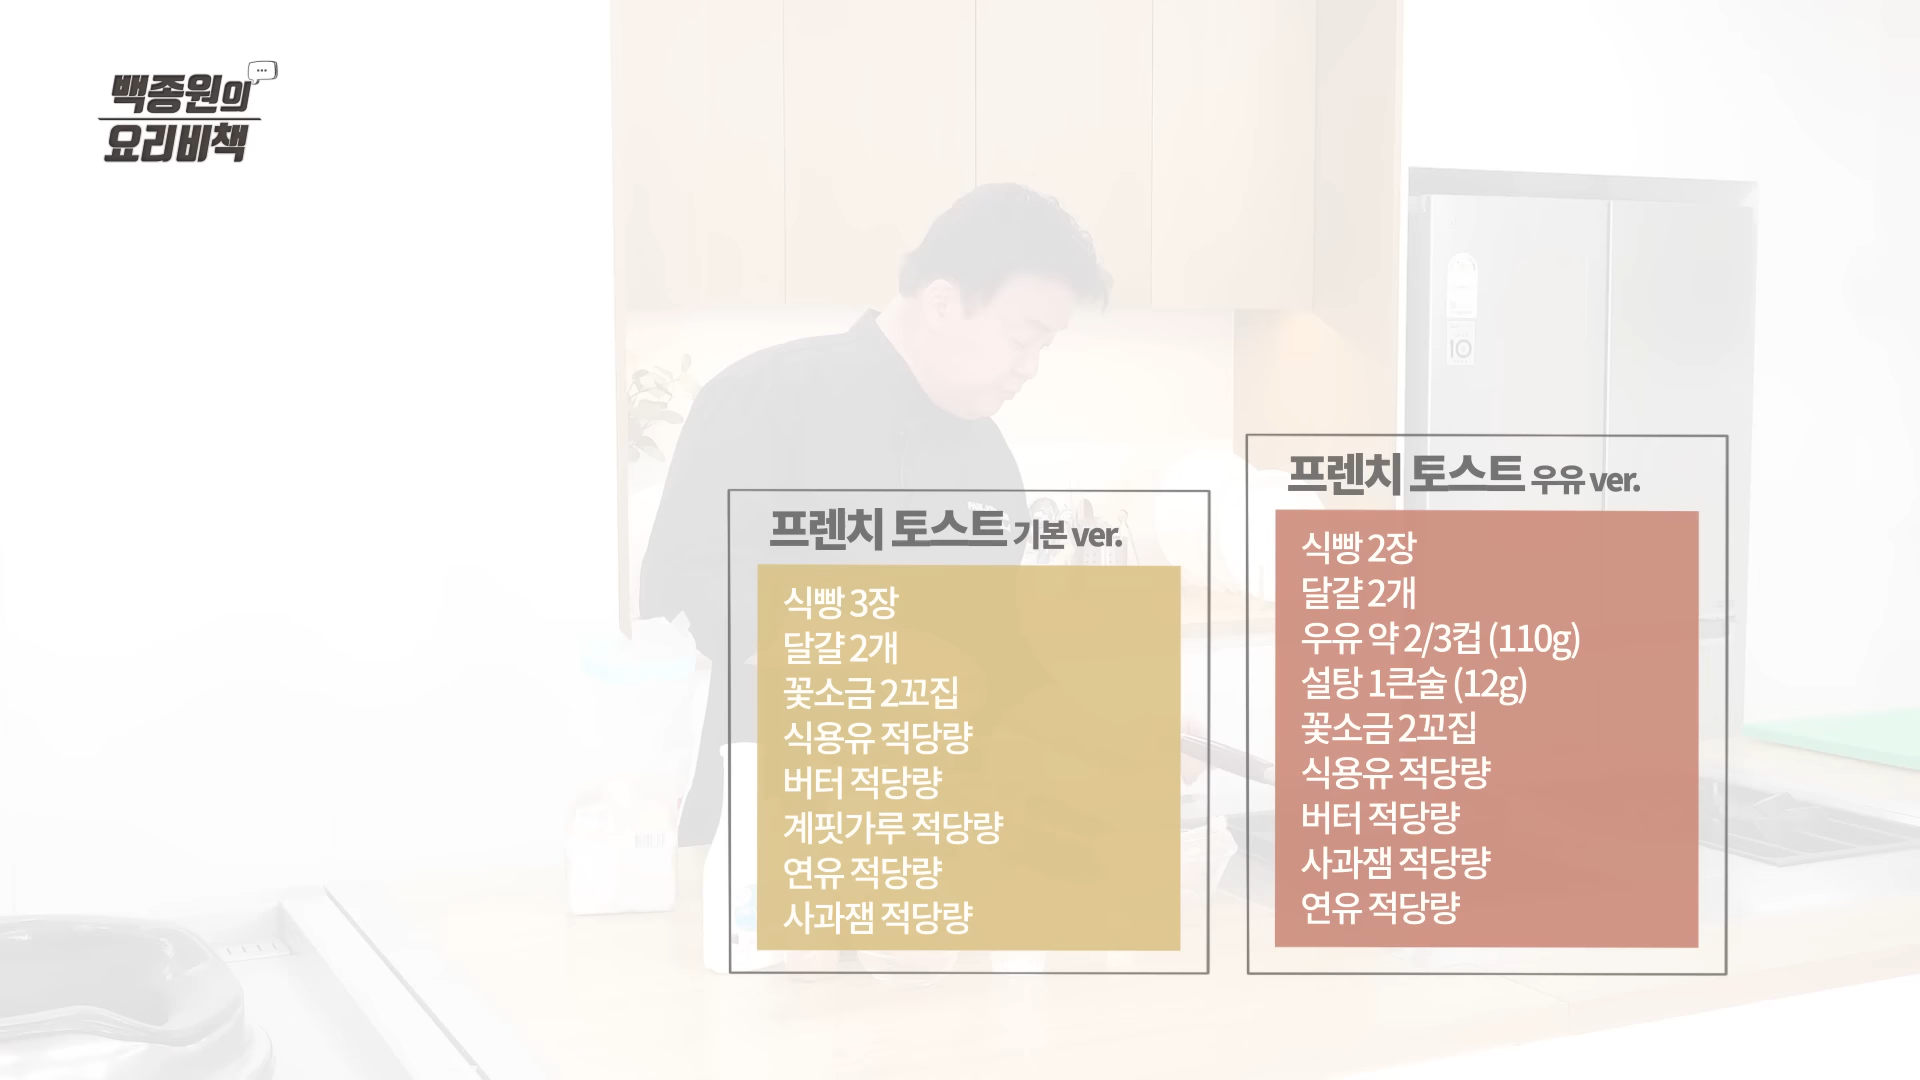 백종원의
요리비책
프렌치 토스트 기본 ver.
식빵 3장
달걀 2개
꽃소금 2꼬집
식용유 적당량
버터 적당량
계핏가루 적당량
연유 적당량
사과잼 적당량
프렌치 토스트 우유 ver.
식빵 2장
달걀 2개
우유 약 2/3컵 (110g)
설탕 1큰술 (12g)
꽃소금 2꼬집
식용유 적당량
버터 적당량
사과잼 적당량
연유 적당량
10